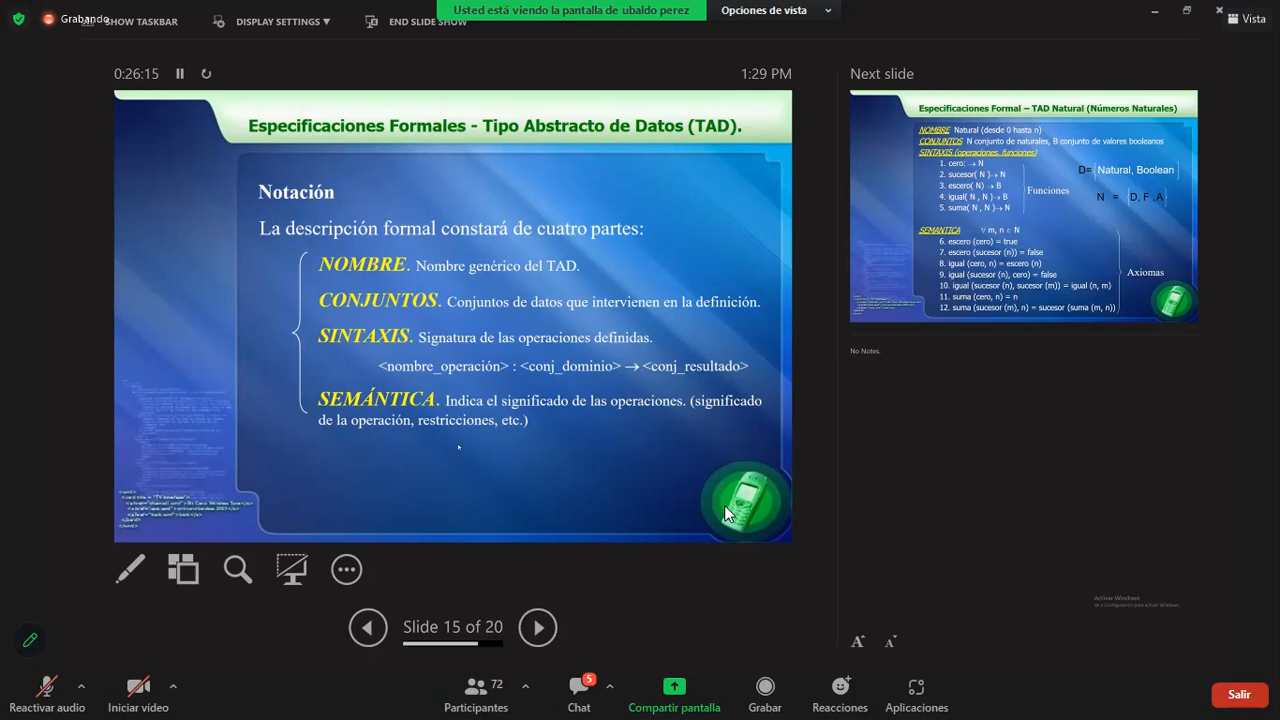 Grabando
SHOW TASKBAR
DISPLAY SETTINGS ▼
END SLIDE SHOW
Usted está viendo la pantalla de ubaldo perez
Opciones de vista
Vista
0:26:15
1:29 PM
Next slide
Especificaciones Formales - Tipo Abstracto de Datos (TAD).
Notación
La descripción formal constará de cuatro partes:
NOMBRE. Nombre genérico del TAD.
CONJUNTOS. Conjuntos de datos que intervienen en la definición.
SINTAXIS. Signatura de las operaciones definidas.
<nombre_operación> : <conj_dominio> → <conj_resultado>
SEMÁNTICA. Indica el significado de las operaciones. (significado
de la operación, restricciones, etc.)
Especificaciones Formal – TAD Natural (Números Naturales)
NOMBRE Natural (desde 0 hasta n)
CONJUNTOS N conjunto de naturales, B conjunto de valores booleanos
SINTAXIS (operaciones, funciones)
1. cero: → N
2. sucesor( N )→ N
3. escero( N) → B
4. igual( N , N )→ B
5. suma( N , N )→ N
Funciones
D= Natural, Boolean
N = D, F ,A
SEMANTICA ∀ m, n ∈ N
6. escero (cero) = true
7. escero (sucesor (n)) = false
8. igual (cero, n) = escero (n)
9. igual (sucesor (n), cero) = false
10. igual (sucesor (n), sucesor (m)) = igual (n, m)
11. suma (cero, n) = n
12. suma (sucesor (m), n) = sucesor (suma (m, n))
Axiomas
No Notes.
Activar Windows
Ve a Configuración para activar Windows.
Slide 15 of 20
A A
Reactivar audio
Iniciar vídeo
72
Participantes
5
Chat
Compartir pantalla
Grabar
Reacciones
Aplicaciones
Salir